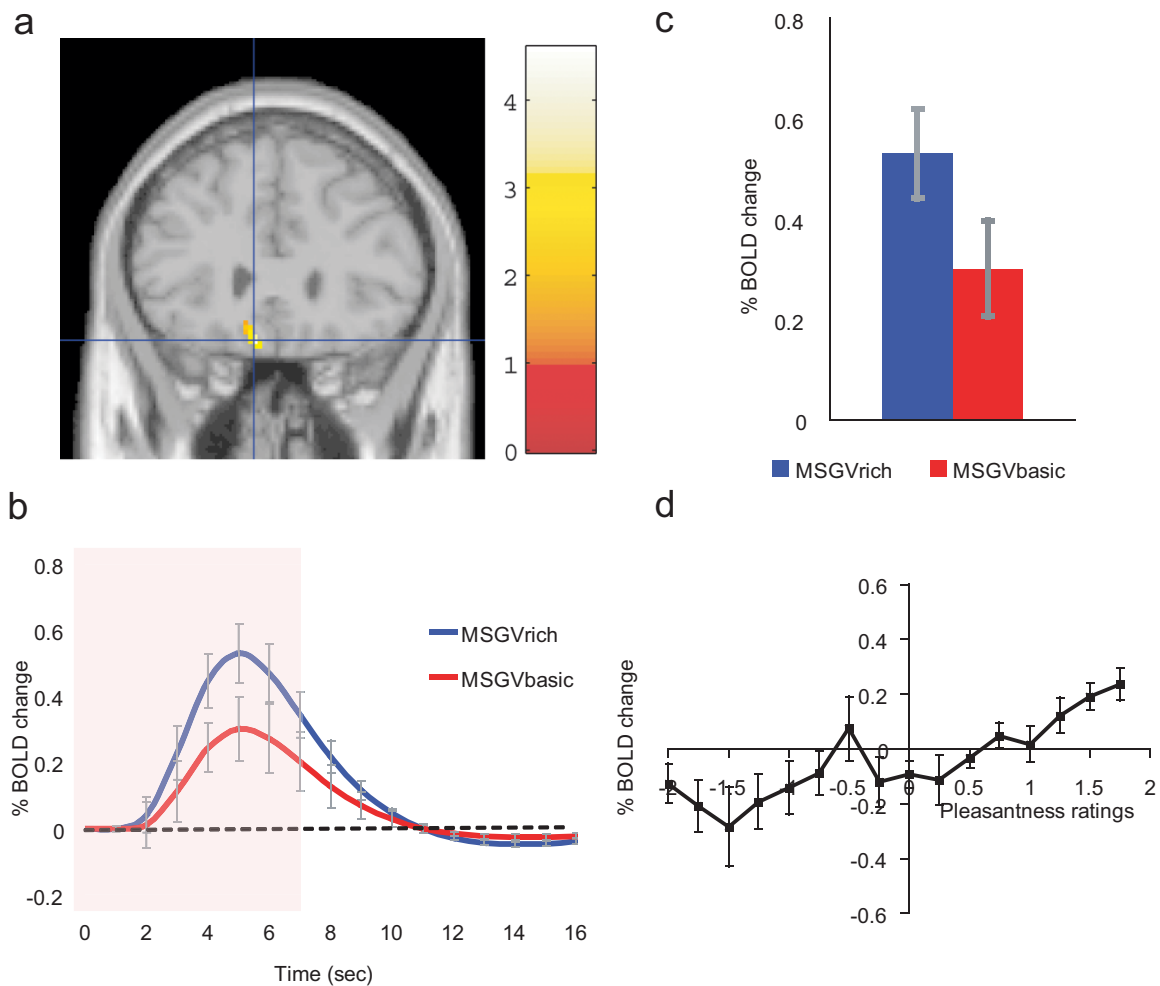 a
4
3
2
1
0
c
% BOLD change
0.8
0.6
0.4
0.2
0
MSGVrich
MSGVbasic
b
% BOLD change
0.8
0.6
0.4
0.2
0
-0.2
MSGVrich
MSGVbasic
0 2 4 6 8 10 12 14 16
Time (sec)
d
% BOLD change
0.6
0.4
0.2
0
-0.2
-0.4
-0.6
-2 -1.5 -1 -0.5 0 0.5 1 1.5 2
Pleasantness ratings